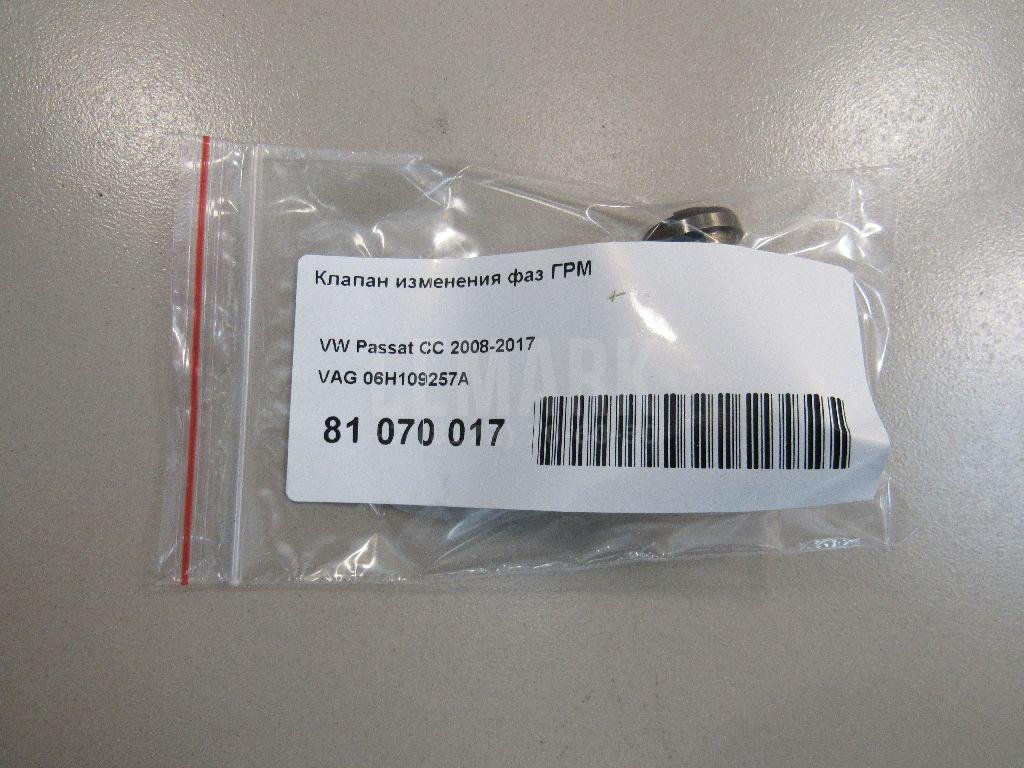 Клапан изменения фаз ГРМ
VW Passat CC 2008-2017
VAG 06H109257A
81 070 017